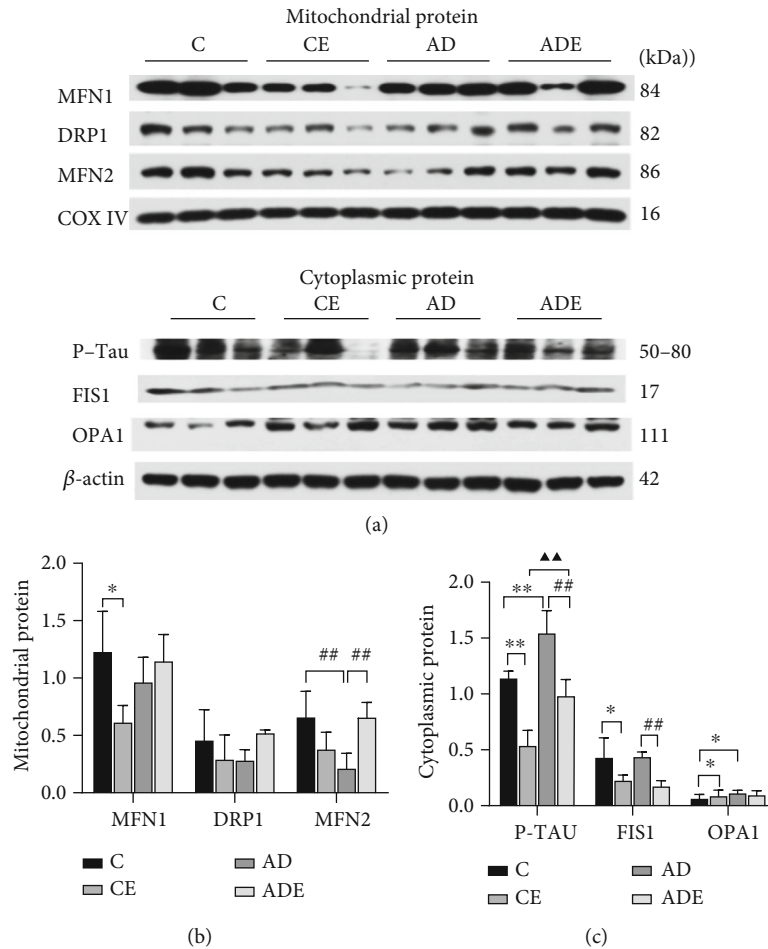 Mitochondrial protein
C CE AD ADE (kDa))
MFN1 84
DRP1 82
MFN2 86
COX IV 16
Cytoplasmic protein
C CE AD ADE
P–Tau 50–80
FIS1 17
OPA1 111
β-actin 42
(a)
Mitochondrial protein
2.0
1.5
1.0
0.5
0.0
*
## ##
MFN1 DRP1 MFN2
C AD
CE ADE
(b)
Cytoplasmic protein
2.0
1.5
1.0
0.5
0.0
▲▲
** ##
**
* ##
*
*
P-TAU FIS1 OPA1
C AD
CE ADE
(c)